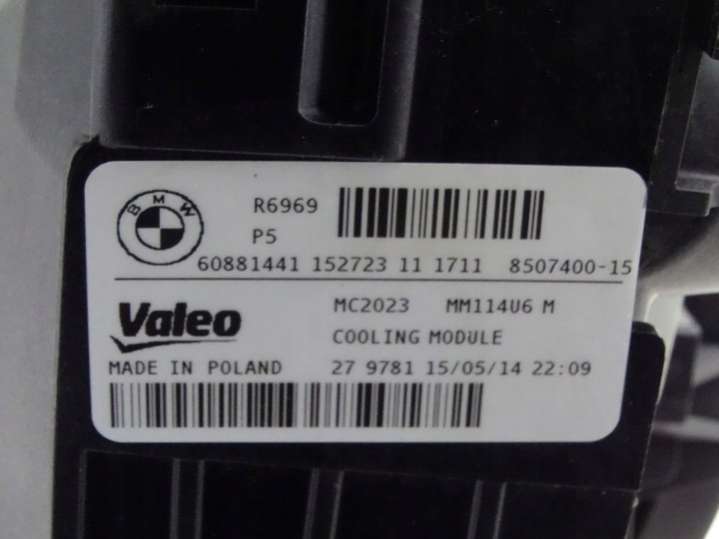 BMW
R6969
P5
60881441 152723 11 1711 8507400-15
Valeo
MC2023 MM114U6 M
COOLING MODULE
MADE IN POLAND 27 9781 15/05/14 22:09